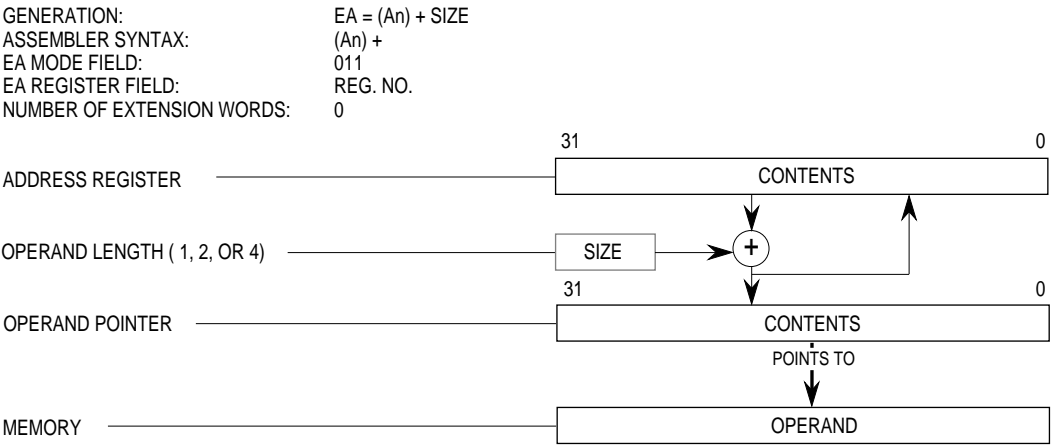 GENERATION: EA = (An) + SIZE
ASSEMBLER SYNTAX: (An) +
EA MODE FIELD: 011
EA REGISTER FIELD: REG. NO.
NUMBER OF EXTENSION WORDS: 0
31 0
ADDRESS REGISTER CONTENTS
OPERAND LENGTH ( 1, 2, OR 4) SIZE +
31 0
OPERAND POINTER CONTENTS
POINTS TO
MEMORY OPERAND